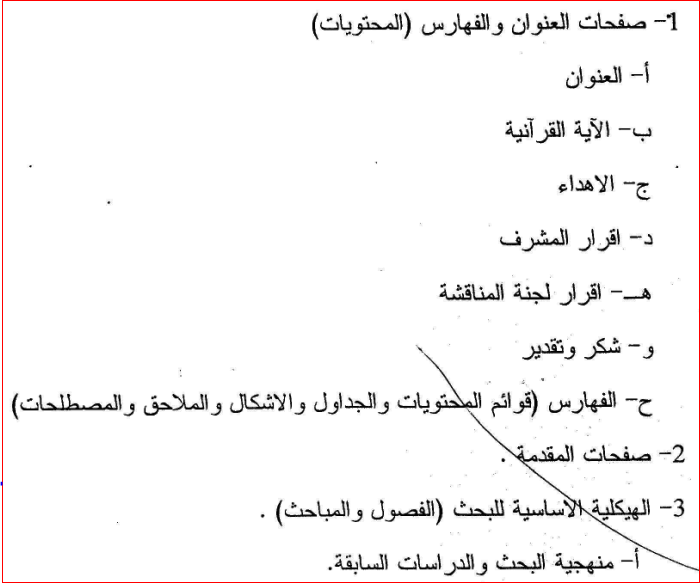 1- صفحات العنوان والفهارس (المحتويات)
أ- العنوان
ب- الآية القرآنية
ج- الاهداء
د- اقرار المشرف
هـ- اقرار لجنة المناقشة
و- شكر وتقدير
ح- الفهارس (قوائم المحتويات والجداول والاشكال والملاحق والمصطلحات)
2- صفحات المقدمة .
3- الهيكلية الاساسية للبحث (الفصول والمباحث) .
أ- منهجية البحث والدراسات السابقة.